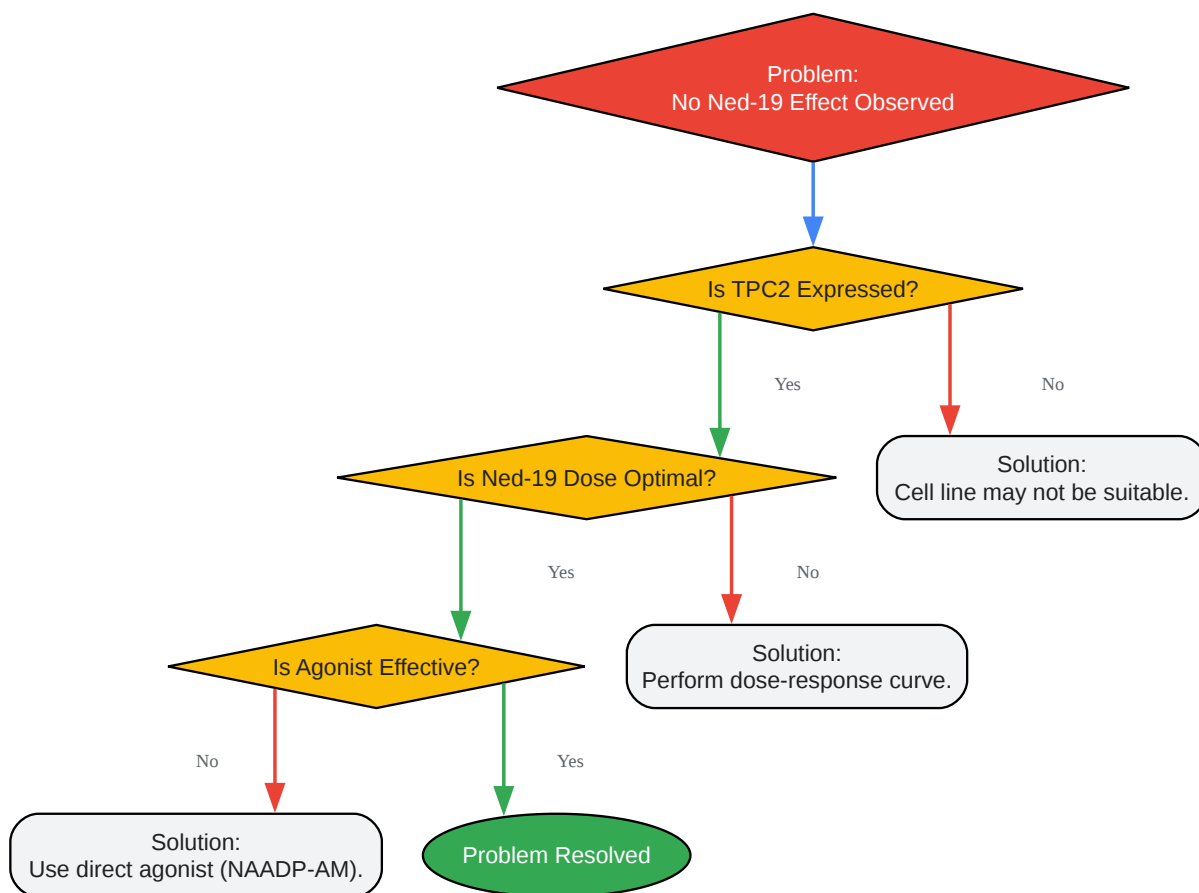 Problem:
No Ned-19 Effect Observed
Is TPC2 Expressed?
Yes
No
Is Ned-19 Dose Optimal?
Solution:
Cell line may not be suitable.
Yes
No
Is Agonist Effective?
Solution:
Perform dose-response curve.
No
Yes
Solution:
Use direct agonist (NAADP-AM).
Problem Resolved